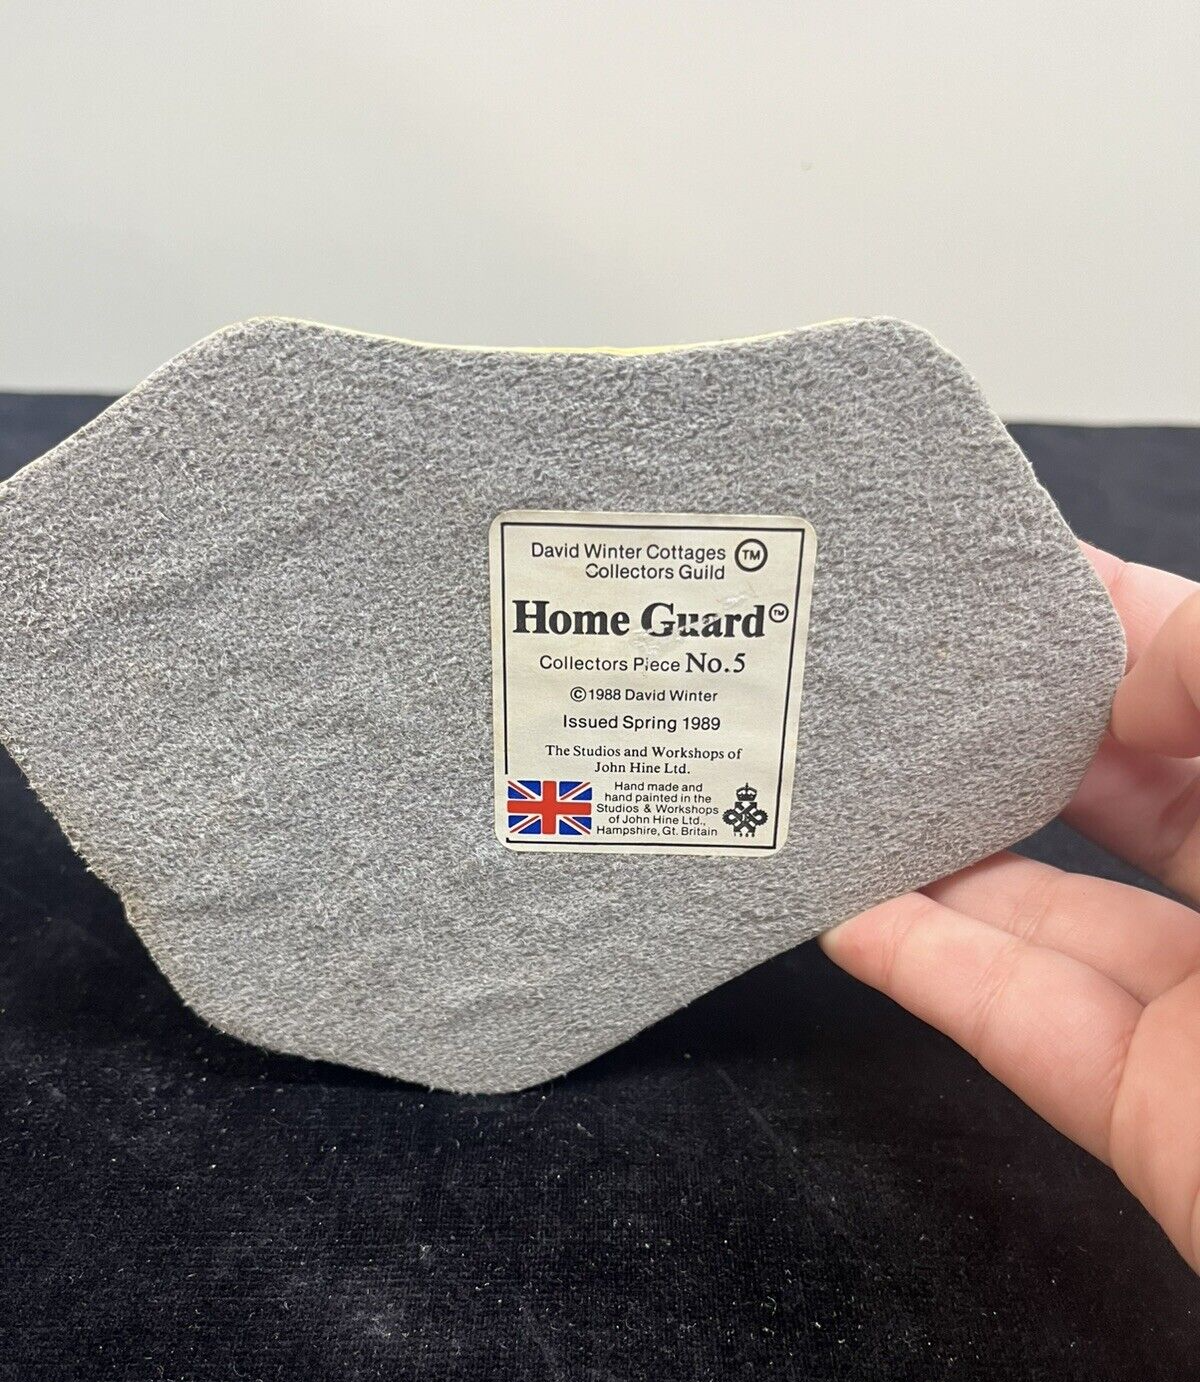 David Winter Cottages TM
Collectors Guild
Home Guard TM
Collectors Piece No. 5
©1988 David Winter
Issued Spring 1989
The Studios and Workshops of
John Hine Ltd.
Hand made and
hand painted in the
Studios & Workshops
of John Hine Ltd.,
Hampshire, Gt. Britain